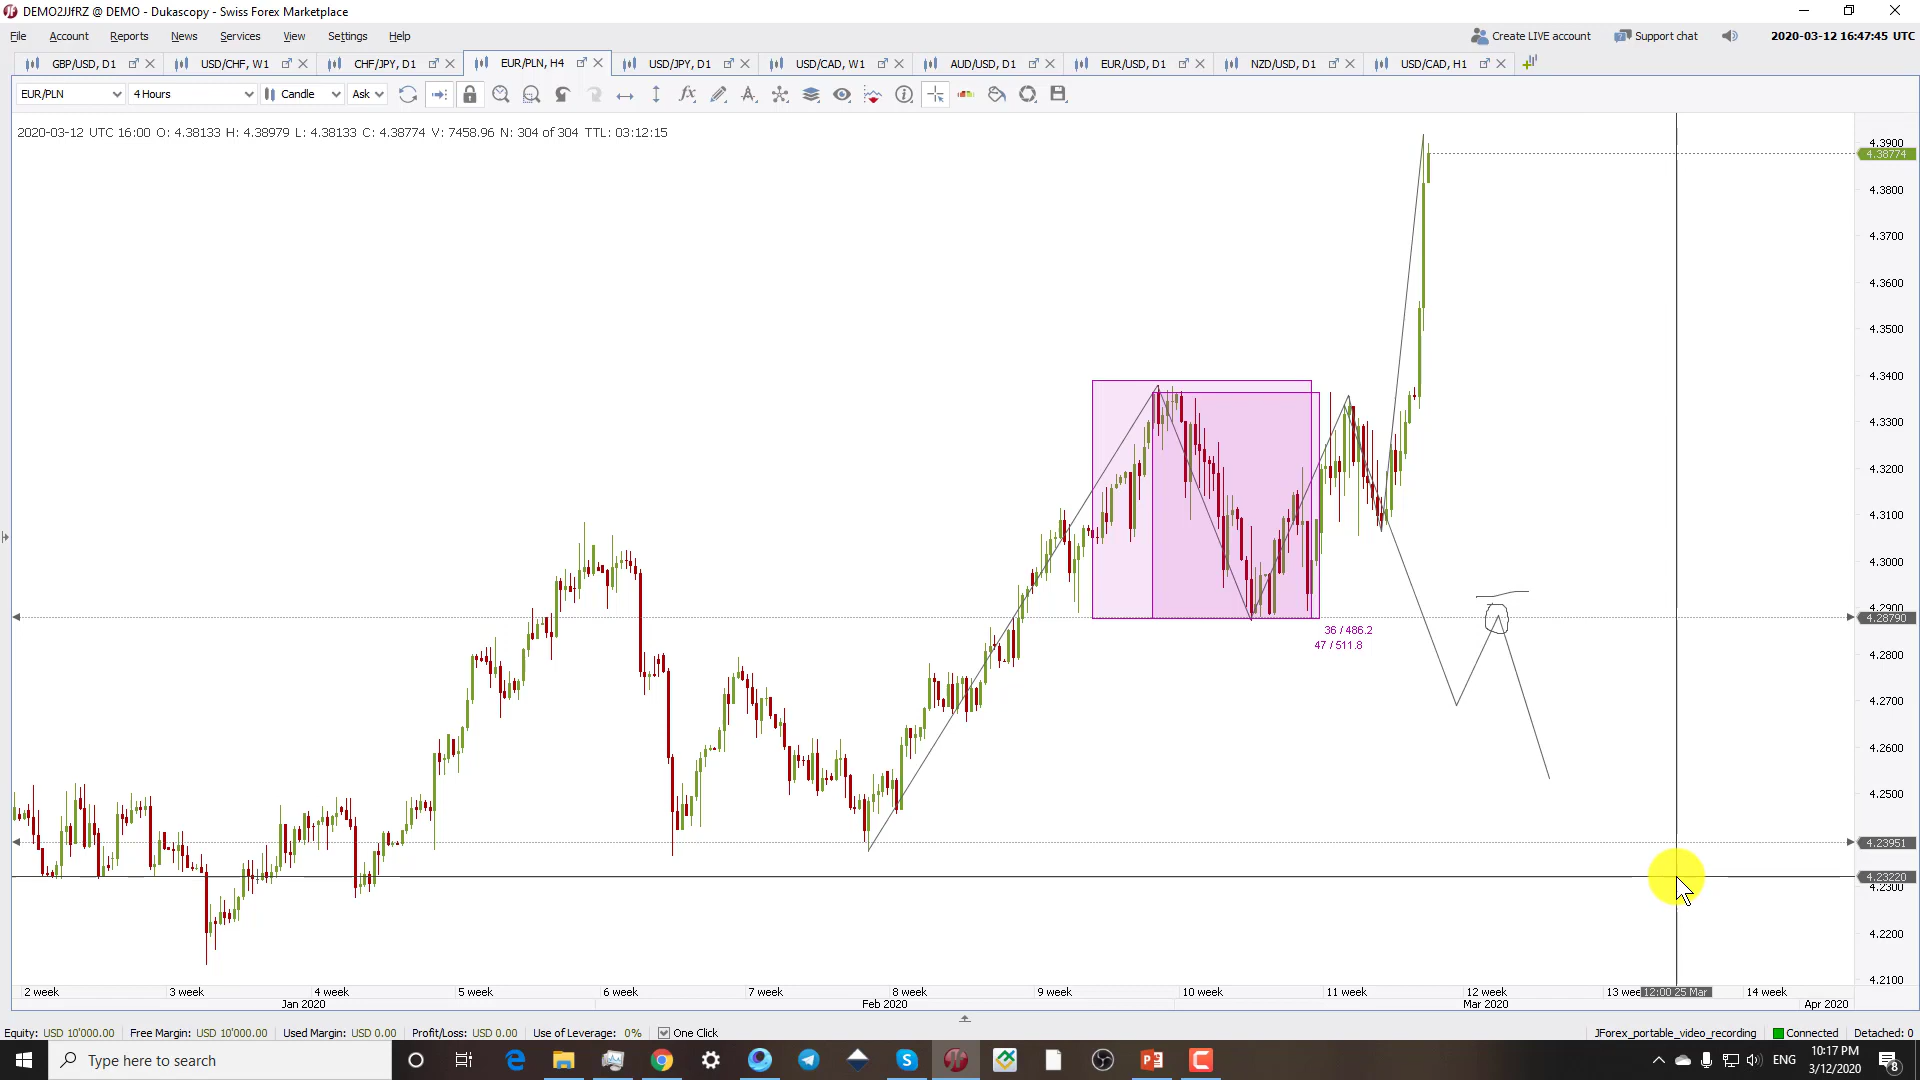 DEMO2JJfRZ @ DEMO - Dukascopy - Swiss Forex Marketplace
File Account Reports News Services View Settings Help Create LIVE account Support chat 2020-03-12 16:47:45 UTC
GBP/USD, D1 USD/CHF, W1 CHF/JPY, D1 EUR/PLN, H4 USD/JPY, D1 USD/CAD, W1 AUD/USD, D1 EUR/USD, D1 NZD/USD, D1 USD/CAD, H1
EUR/PLN 4 Hours Candle Ask
2020-03-12 UTC 16:00 O: 4.38133 H: 4.38979 L: 4.38133 C: 4.38774 V: 7458.96 N: 304 of 304 TTL: 03:12:15
4.3900
4.38774
4.3800
4.3700
4.3600
4.3500
4.3400
4.3300
4.3200
4.3100
4.3000
4.2900
4.28790
36 / 486.2
47 / 511.8
4.2800
4.2700
4.2600
4.2500
4.23951
4.23220
4.2300
4.2200
4.2100
2 week 3 week 4 week 5 week 6 week 7 week 8 week 9 week 10 week 11 week 12 week 13 wee 12:00 25 Mar 14 week
Jan 2020 Feb 2020 Mar 2020 Apr 2020
Equity: USD 10'000.00 Free Margin: USD 10'000.00 Used Margin: USD 0.00 Profit/Loss: USD 0.00 Use of Leverage: 0% One Click JForex_portable_video_recording Connected Detached: 0
Type here to search
ENG
10:17 PM
3/12/2020
8